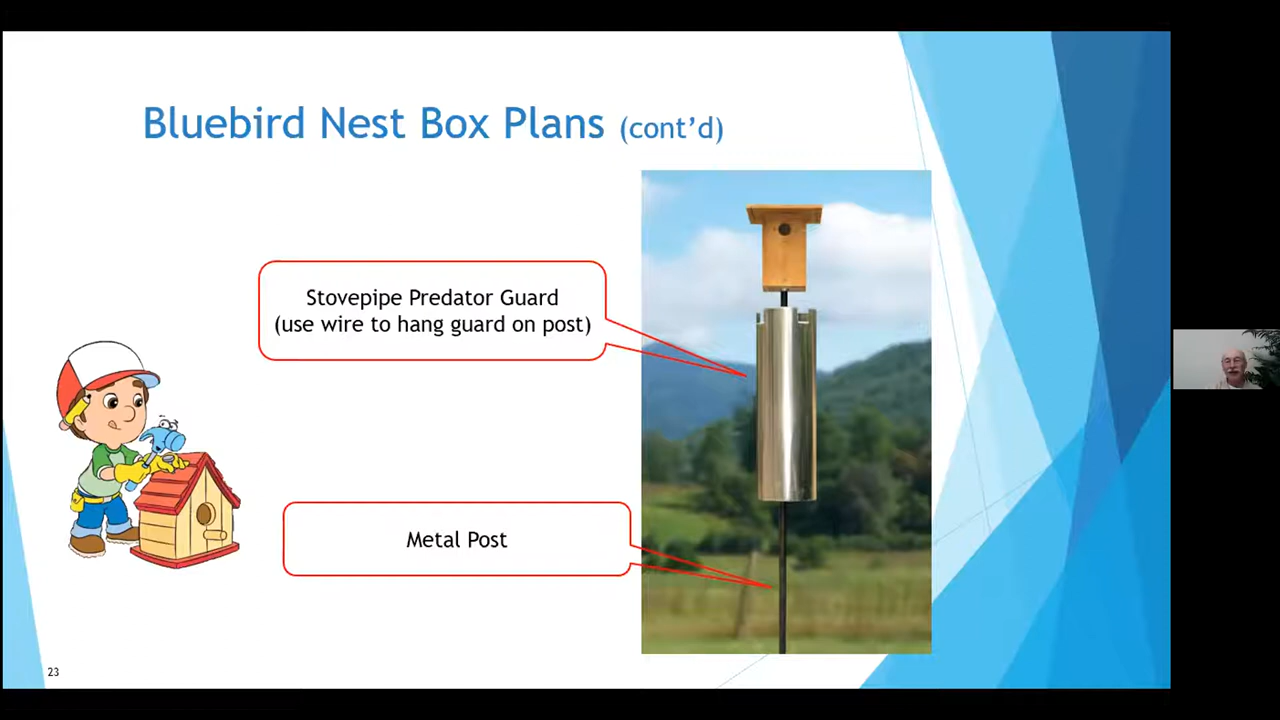 Bluebird Nest Box Plans (cont’d)
Stovepipe Predator Guard
(use wire to hang guard on post)
Metal Post
23